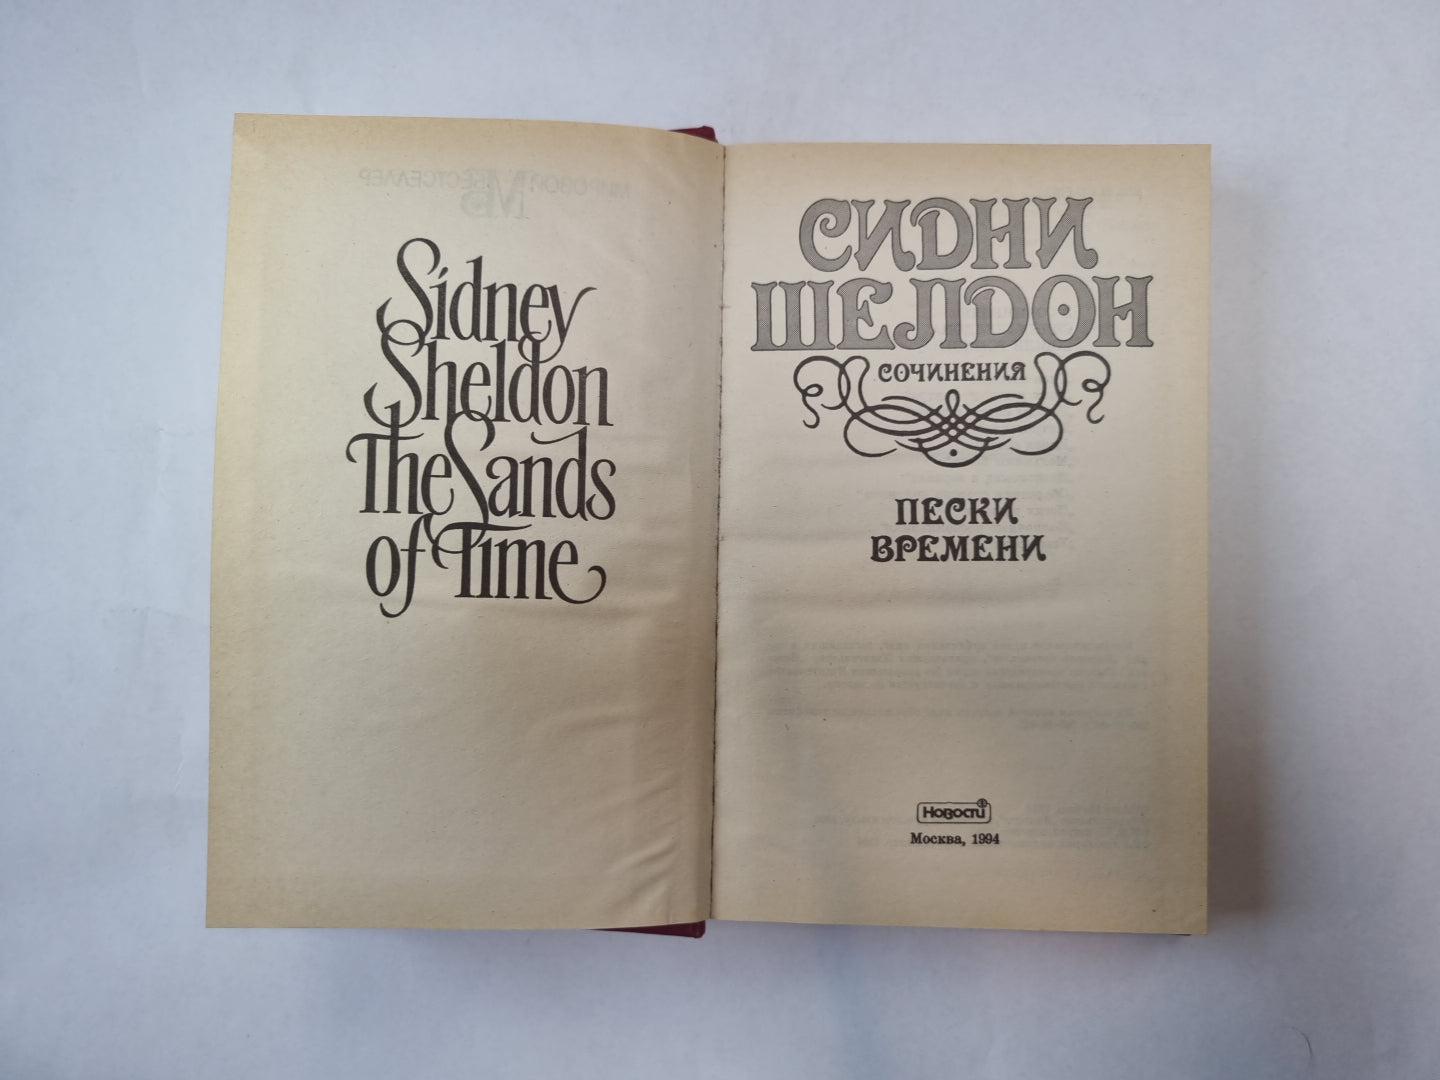 Sidney
Sheldon
The Sands
of Time
СИДНИ
ШЕЛДОН
СОЧИНЕНИЯ
ПЕСКИ
ВРЕМЕНИ
Новости
Москва, 1994